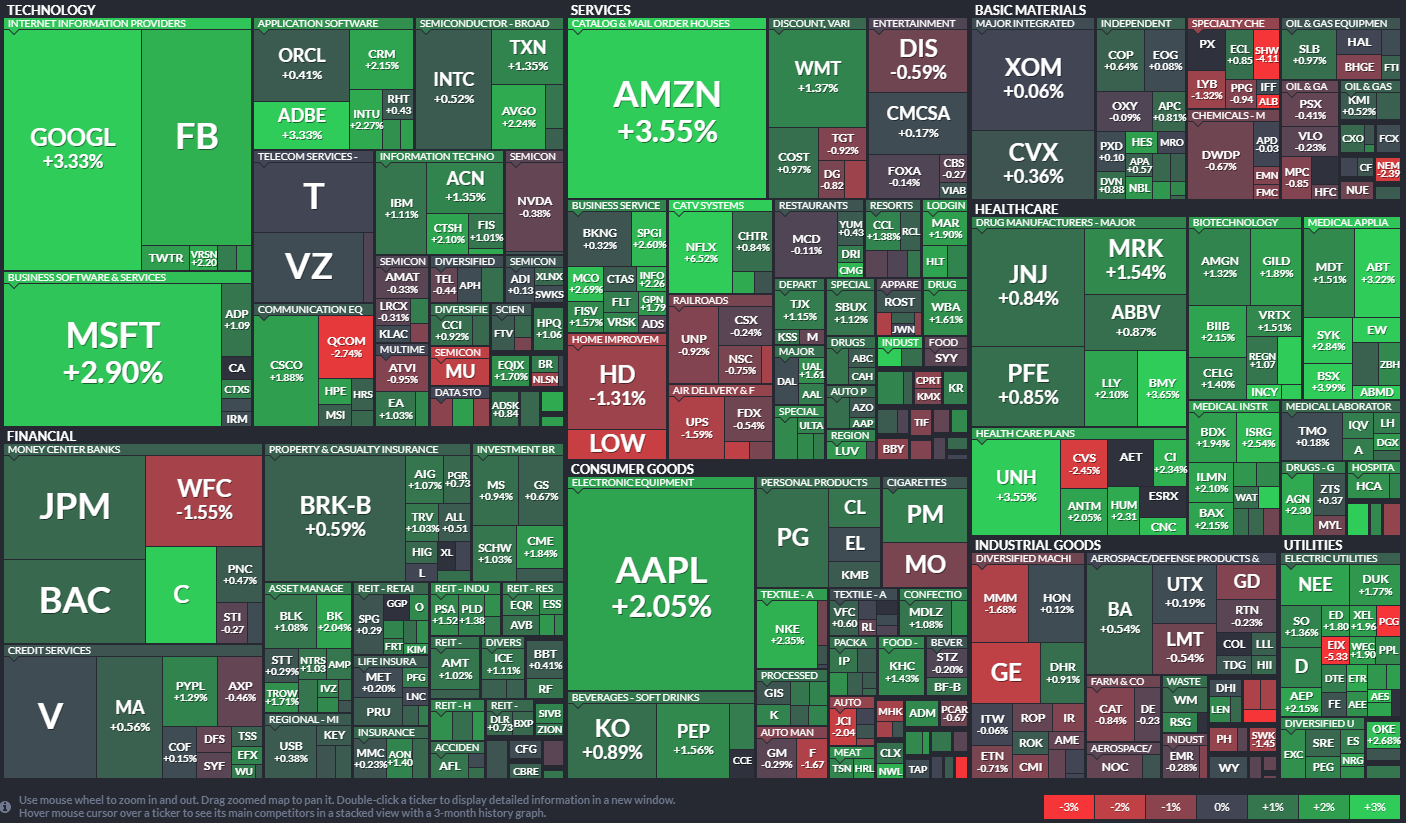 TECHNOLOGY
INTERNET INFORMATION PROVIDERS
GOOGL
+3.33%
FB
TWTR
VRSN
+2.20
BUSINESS SOFTWARE & SERVICES
MSFT
+2.90%
ADP
+1.09
CA
CTXS
IRM
APPLICATION SOFTWARE
ORCL
+0.41%
CRM
+2.15%
ADBE
+3.33%
INTU
+2.27%
RHT
+0.43
SEMICONDUCTOR - BROAD
INTC
+0.52%
TXN
+1.35%
AVGO
+2.24%
TELECOM SERVICES -
T
VZ
COMMUNICATION EQ
CSCO
+1.88%
QCOM
-2.74%
HPE
HRS
MSI
INFORMATION TECHNO
IBM
+1.11%
ACN
+1.35%
CTSH
+2.10%
FIS
+1.01%
SEMICON
NVDA
-0.38%
SEMICON
AMAT
-0.33%
LRCX
-0.31%
KLAC
DIVERSIFIED
TEL
-0.44
APH
SEMICON
ADI
+0.13
XLNX
SWKS
DIVERSIFIE
CCI
+0.92%
SCIEN
FTV
HPQ
+1.06
MULTIME
ATVI
-0.95%
EA
+1.03%
SEMICON
MU
DATA STO
EQIX
+1.70%
BR
NLSN
ADSK
+0.84
FINANCIAL
MONEY CENTER BANKS
JPM
WFC
-1.55%
BAC
C
PNC
+0.47%
STI
-0.27
CREDIT SERVICES
V
MA
+0.56%
PYPL
+1.29%
AXP
-0.46%
COF
+0.15%
DFS
SYF
TSS
EFX
WU
PROPERTY & CASUALTY INSURANCE
BRK-B
+0.59%
AIG
+1.07%
PGR
+0.73
TRV
+1.03%
ALL
+0.51
HIG
XL
L
INVESTMENT BR
MS
+0.94%
GS
+0.67%
SCHW
+1.03%
CME
+1.84%
ASSET MANAGE
BLK
+1.08%
BK
+2.04%
STT
+0.29%
NTRS
+1.03
AMP
TROW
+1.71%
IVZ
REGIONAL - MI
USB
+0.38%
KEY
REIT - RETAI
SPG
+0.29
GGP
O
FRT
KIM
LIFE INSURA
MET
+0.20%
PFG
LNC
PRU
INSURANCE
MMC
+0.23%
AON
+1.40
REIT - INDU
PSA
+1.52
PLD
+1.38
REIT - RES
EQR
ESS
AVB
REIT -
AMT
+1.02%
DIVERS
ICE
+1.11%
BBT
+0.41%
RF
REIT - H
REIT -
DLR
+0.73
BXP
SIVB
ZION
ACCIDEN
AFL
CFG
CBRE
SERVICES
CATALOG & MAIL ORDER HOUSES
AMZN
+3.55%
DISCOUNT, VARI
WMT
+1.37%
COST
+0.97%
TGT
-0.92%
DG
-0.82
ENTERTAINMENT
DIS
-0.59%
CMCSA
+0.17%
FOXA
-0.14%
CBS
-0.27
VIAB
BUSINESS SERVICE
BKNG
+0.32%
SPGI
+2.60%
MCO
+2.69%
CTAS
INFO
+2.26
FISV
+1.57%
FLT
GPN
+1.79
VRSK
ADS
CATV SYSTEMS
NFLX
+6.52%
CHTR
+0.84%
RESTAURANTS
MCD
-0.11%
YUM
+0.43
DRI
CMG
RESORTS
CCL
+1.38%
RCL
LODGIN
MAR
+1.90%
HLT
HOME IMPROVEM
HD
-1.31%
LOW
RAILROADS
UNP
-0.92%
CSX
-0.24%
NSC
-0.75%
AIR DELIVERY & F
UPS
-1.59%
FDX
-0.54%
DEPART
TJX
+1.15%
KSS
M
SPECIAL
SBUX
+1.12%
APPARE
ROST
JWN
DRUG
WBA
+1.61%
MAJOR
DAL
UAL
+1.61
AAL
DRUGS
ABC
CAH
INDUST
FOOD
SYY
AUTO P
AZO
AAP
CPRT
KMX
KR
SPECIAL
ULTA
REGION
LUV
TIF
BBY
CONSUMER GOODS
ELECTRONIC EQUIPMENT
AAPL
+2.05%
BEVERAGES - SOFT DRINKS
KO
+0.89%
PEP
+1.56%
CCE
PERSONAL PRODUCTS
PG
CL
EL
KMB
CIGARETTES
PM
MO
TEXTILE - A
NKE
+2.35%
TEXTILE - A
VFC
+0.60
RL
CONFECTIO
MDLZ
+1.08%
PACKA
IP
FOOD -
KHC
+1.43%
BEVER
STZ
-0.20%
BF-B
PROCESSED
GIS
K
AUTO
JCI
-2.04
MHK
ADM
PCAR
-0.67
AUTO MAN
GM
-0.29%
F
-1.67
MEAT
TSN
HRL
CLX
NWL
TAP
BASIC MATERIALS
MAJOR INTEGRATED
XOM
+0.06%
CVX
+0.36%
INDEPENDENT
COP
+0.64%
EOG
+0.08%
OXY
-0.09%
APC
+0.81%
PXD
+0.10
HES
MRO
APA
+0.57
DVN
+0.88
NBL
SPECIALTY CHE
PX
ECL
+0.85
SHW
-4.11
LYB
-1.32%
PPG
-0.94
IFF
ALB
CHEMICALS - M
DWDP
-0.67%
APD
-0.03
EMN
FMC
OIL & GAS EQUIPMEN
SLB
+0.97%
HAL
BHGE
FTI
OIL & GA
PSX
-0.41%
VLO
-0.23%
MPC
-0.85
HFC
OIL & GAS
KMI
+0.52%
CXO
FCX
CF
NEM
-2.39
NUE
HEALTHCARE
DRUG MANUFACTURERS - MAJOR
JNJ
+0.84%
MRK
+1.54%
ABBV
+0.87%
PFE
+0.85%
LLY
+2.10%
BMY
+3.65%
BIOTECHNOLOGY
AMGN
+1.32%
GILD
+1.89%
BIIB
+2.15%
VRTX
+1.51%
CELG
+1.40%
REGN
+1.07
INCY
MEDICAL APPLIA
MDT
+1.51%
ABT
+3.22%
SYK
+2.84%
EW
BSX
+3.99%
ZBH
ABMD
HEALTH CARE PLANS
UNH
+3.55%
CVS
-2.45%
AET
CI
+2.34%
ANTM
+2.05%
HUM
+2.31
ESRX
CNC
MEDICAL INSTR
BDX
+1.94%
ISRG
+2.54%
ILMN
+2.10%
WAT
BAX
+2.15%
MEDICAL LABORATOR
TMO
+0.18%
IQV
LH
A
DGX
DRUGS - G
AGN
+2.30
ZTS
+0.37
MYL
HOSPITA
HCA
INDUSTRIAL GOODS
DIVERSIFIED MACHI
MMM
-1.68%
HON
+0.12%
GE
DHR
+0.91%
ITW
-0.06%
ROP
IR
ROK
AME
ETN
-0.71%
CMI
AEROSPACE/DEFENSE PRODUCTS &
BA
+0.54%
UTX
+0.19%
GD
RTN
-0.23%
LMT
-0.54%
COL
LLL
TDG
HII
FARM & CO
CAT
-0.84%
DE
-0.23
WASTE
WM
RSG
DHI
LEN
AEROSPACE/
NOC
INDUST
EMR
-0.28%
PH
SWK
-1.45
WY
UTILITIES
ELECTRIC UTILITIES
NEE
DUK
+1.77%
SO
+1.36%
ED
+1.80
XEL
+1.96
PCG
EIX
-5.33
WEC
+1.90
PPL
D
DTE
ETR
AEP
+2.15%
FE
AEE
AES
DIVERSIFIED U
EXC
SRE
ES
OKE
+2.68%
PEG
NRG
Use mouse wheel to zoom in and out. Drag zoomed map to pan it. Double-click a ticker to display detailed information in a new window.
Hover mouse cursor over a ticker to see its main competitors in a stacked view with a 3-month history graph.
-3% -2% -1% 0% +1% +2% +3%